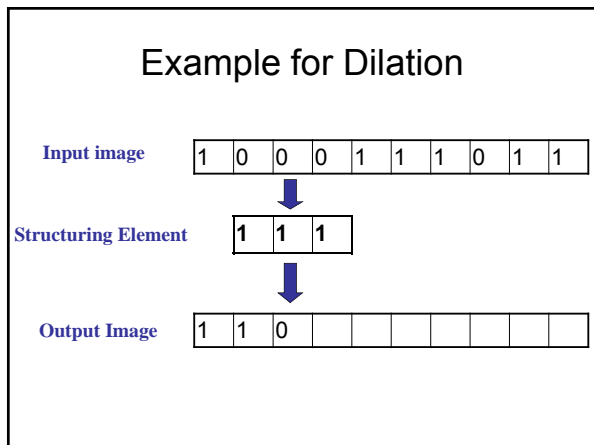 Example for Dilation
Input image 1 0 0 0 1 1 1 0 1 1
Structuring Element 1 1 1
Output Image 1 1 0